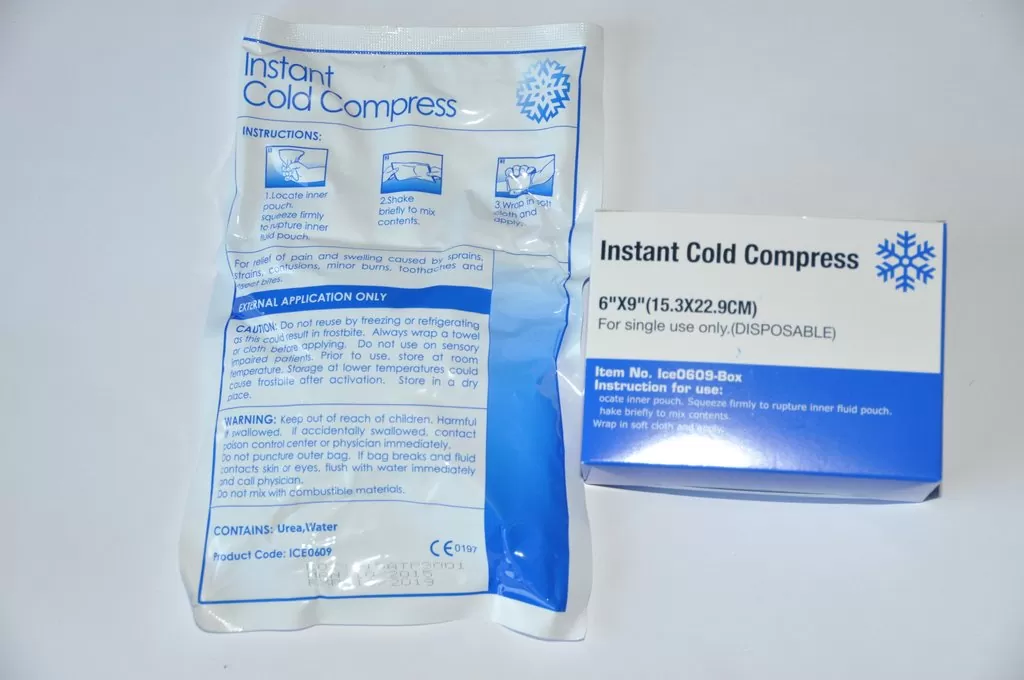 Instant
Cold Compress
INSTRUCTIONS:
1.Locate inner
pouch.
Squeeze firmly
to rupture inner
fluid pouch.
2.Shake
briefly to mix
contents.
3.Wrap in soft
cloth and
apply.
For relief of pain and swelling caused by sprains,
strains, contusions, minor burns, toothaches and
insect bites.
EXTERNAL APPLICATION ONLY
CAUTION: Do not reuse by freezing or refrigerating
as this could result in frostbite. Always wrap a towel
or cloth before applying. Do not use on sensory
impaired patients. Prior to use, store at room
temperature. Storage at lower temperatures could
cause frostbite after activation. Store in a dry
place.
WARNING: Keep out of reach of children. Harmful
if swallowed. If accidentally swallowed, contact
poison control center or physician immediately.
Do not puncture outer bag. If bag breaks and fluid
contacts skin or eyes, flush with water immediately
and call physician.
Do not mix with combustible materials.
CONTAINS: Urea,Water
Product Code: ICE0609
CE 0197
2015
2019
Instant Cold Compress
6"X9"(15.3X22.9CM)
For single use only.(DISPOSABLE)
Item No. Ice0609-Box
Instruction for use:
ocate inner pouch. Squeeze firmly to rupture inner fluid pouch.
hake briefly to mix contents.
Wrap in soft cloth and apply.